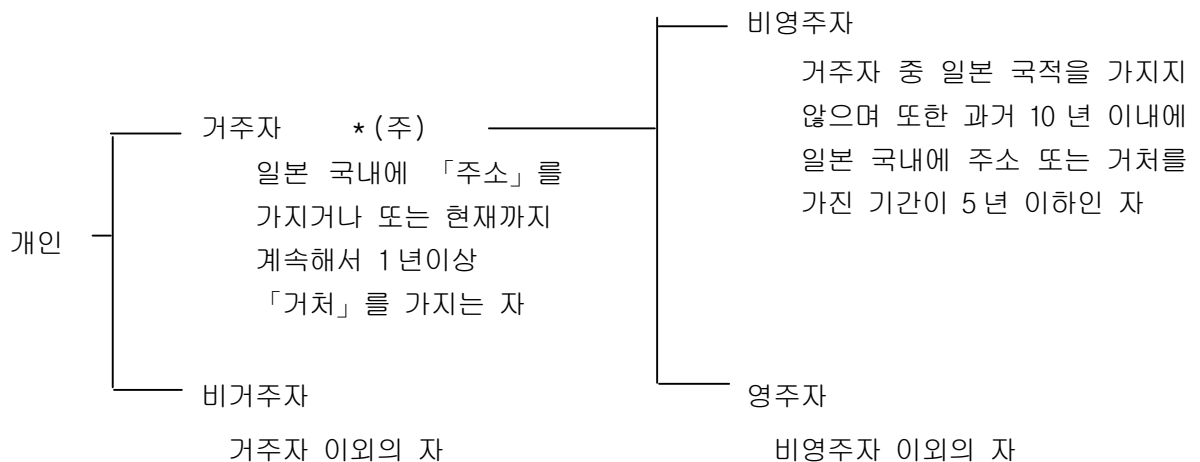 개인
거주자 *(주)
일본 국내에 「주소」를
가지거나 또는 현재까지
계속해서 1년이상
「거처」를 가지는 자
비거주자
거주자 이외의 자
비영주자
거주자 중 일본 국적을 가지지
않으며 또한 과거 10년 이내에
일본 국내에 주소 또는 거처를
가진 기간이 5년 이하인 자
영주자
비영주자 이외의 자